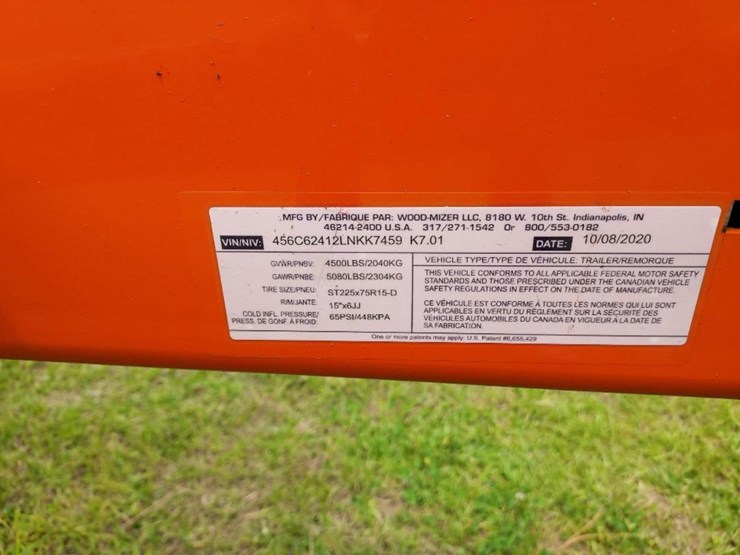 MFG BY/FABRIQUE PAR: WOOD-MIZER LLC, 8180 W. 10th St. Indianapolis, IN
46214-2400 U.S.A. 317/271-1542 Or 800/553-0182
VIN/NIV: 456C62412LNKK7459 K7.01 DATE: 10/08/2020
GVWR/PNBV: 4500LBS/2040KG
GAWR/PNBE: 5080LBS/2304KG
TIRE SIZE/PNEU: ST225x75R15-D
RIM/JANTE: 15"x6JJ
COLD INFL. PRESSURE/
PRESS. DE GONF. À FROID: 65PSI/448KPA
VEHICLE TYPE/TYPE DE VÉHICULE: TRAILER/REMORQUE
THIS VEHICLE CONFORMS TO ALL APPLICABLE FEDERAL MOTOR SAFETY
STANDARDS AND THOSE PRESCRIBED UNDER THE CANADIAN VEHICLE
SAFETY REGULATIONS IN EFFECT ON THE DATE OF MANUFACTURE.
CE VÉHICULE EST CONFORME À TOUTES LES NORMES QUI LUI SONT
APPLICABLES EN VERTU DU RÈGLEMENT SUR LA SÉCURITÉ DES
VÉHICULES AUTOMOBILES DU CANADA EN VIGUEUR À LA DATE DE
SA FABRICATION.
One or more patents may apply: U.S. Patent #6,655,429